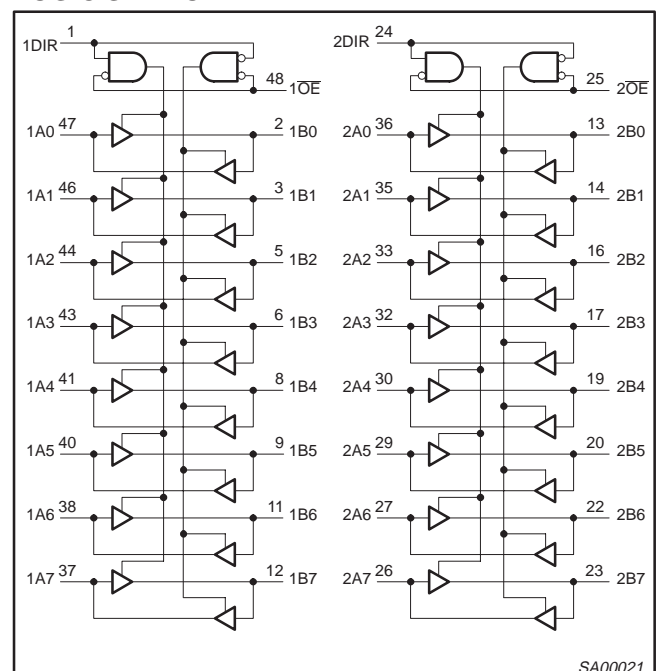 1DIR 1 2DIR 24
48 1O̅E̅ 25 2O̅E̅
1A0 47 2 1B0 2A0 36 13 2B0
1A1 46 3 1B1 2A1 35 14 2B1
1A2 44 5 1B2 2A2 33 16 2B2
1A3 43 6 1B3 2A3 32 17 2B3
1A4 41 8 1B4 2A4 30 19 2B4
1A5 40 9 1B5 2A5 29 20 2B5
1A6 38 11 1B6 2A6 27 22 2B6
1A7 37 12 1B7 2A7 26 23 2B7
SA00021